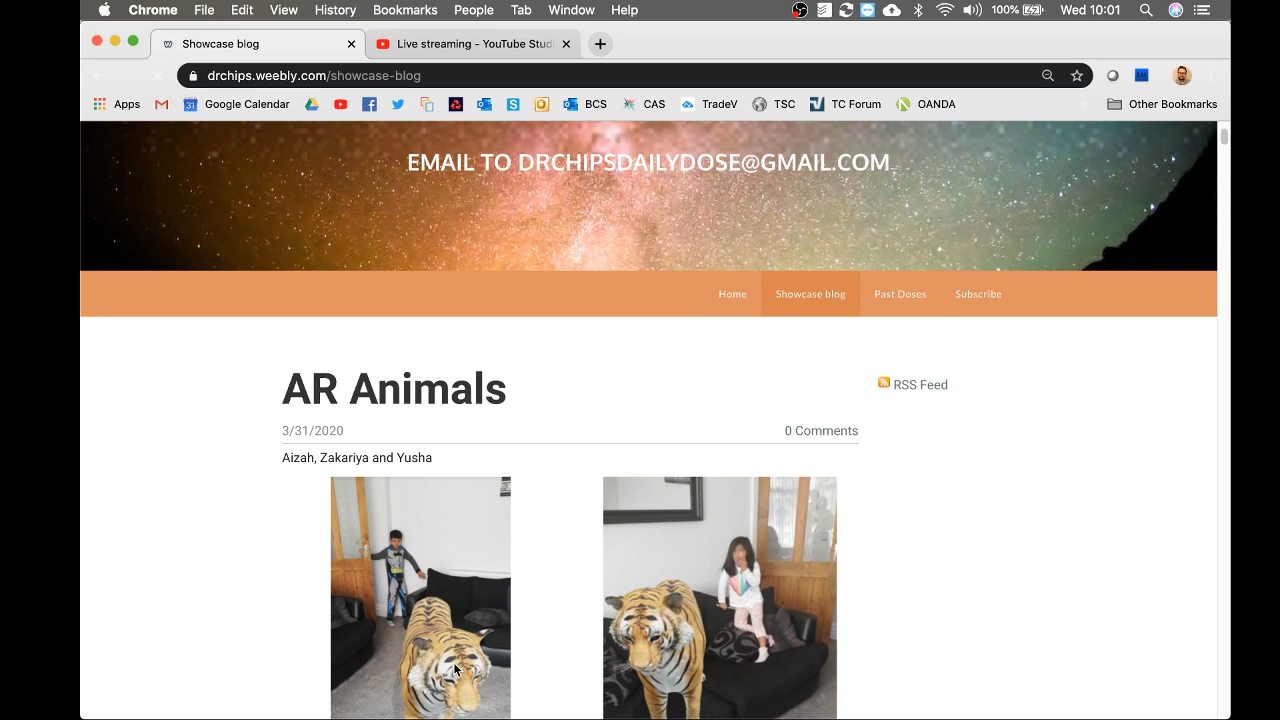 Chrome File Edit View History Bookmarks People Tab Window Help 100% Wed 10:01
Showcase blog Live streaming - YouTube Studi
drchips.weebly.com/showcase-blog
Apps Google Calendar BCS CAS TradeV TSC TC Forum OANDA Other Bookmarks
EMAIL TO DRCHIPSDAILYDOSE@GMAIL.COM
Home Showcase blog Past Doses Subscribe
AR Animals
RSS Feed
3/31/2020 0 Comments
Aizah, Zakariya and Yusha